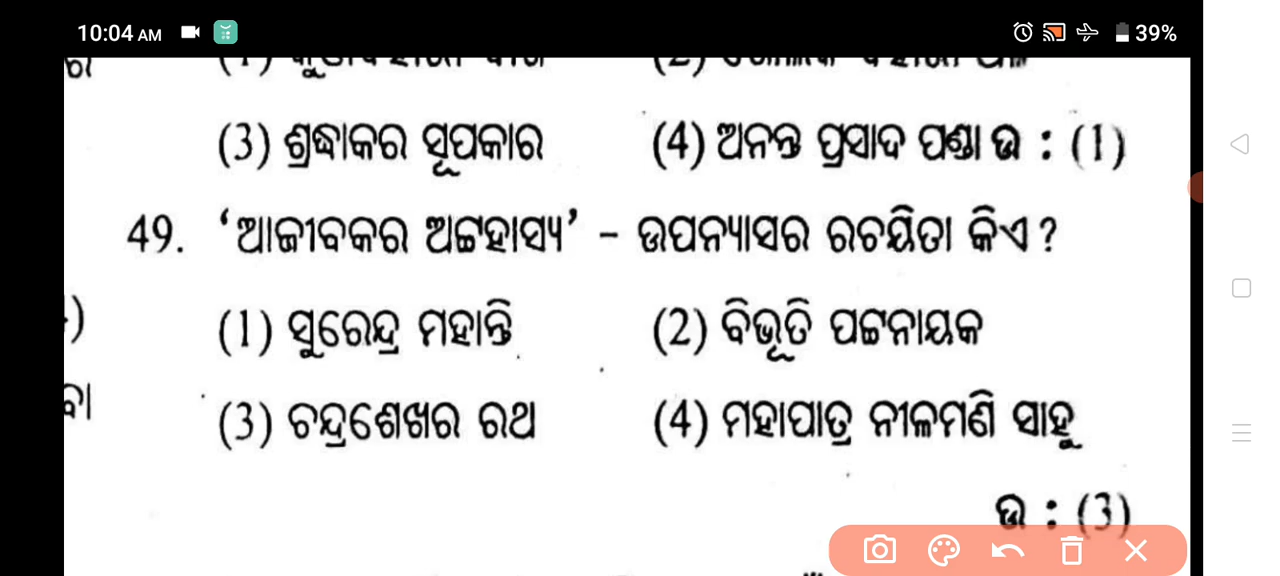 10:04 AM 39%
(3) ଶ୍ରଦ୍ଧାକର ସୂପକାର (4) ଅନନ୍ତ ପ୍ରସାଦ ପଣ୍ଡା ଉ : (1)
49. ‘ଆଜୀବକର ଅଟ୍ଟହାସ୍ୟ’ – ଉପନ୍ୟାସର ରଚୟିତା କିଏ ?
(1) ସୁରେନ୍ଦ୍ର ମହାନ୍ତି (2) ବିଭୂତି ପଟ୍ଟନାୟକ
(3) ଚନ୍ଦ୍ରଶେଖର ରଥ (4) ମହାପାତ୍ର ନୀଳମଣି ସାହୁ
ଉ : (3)